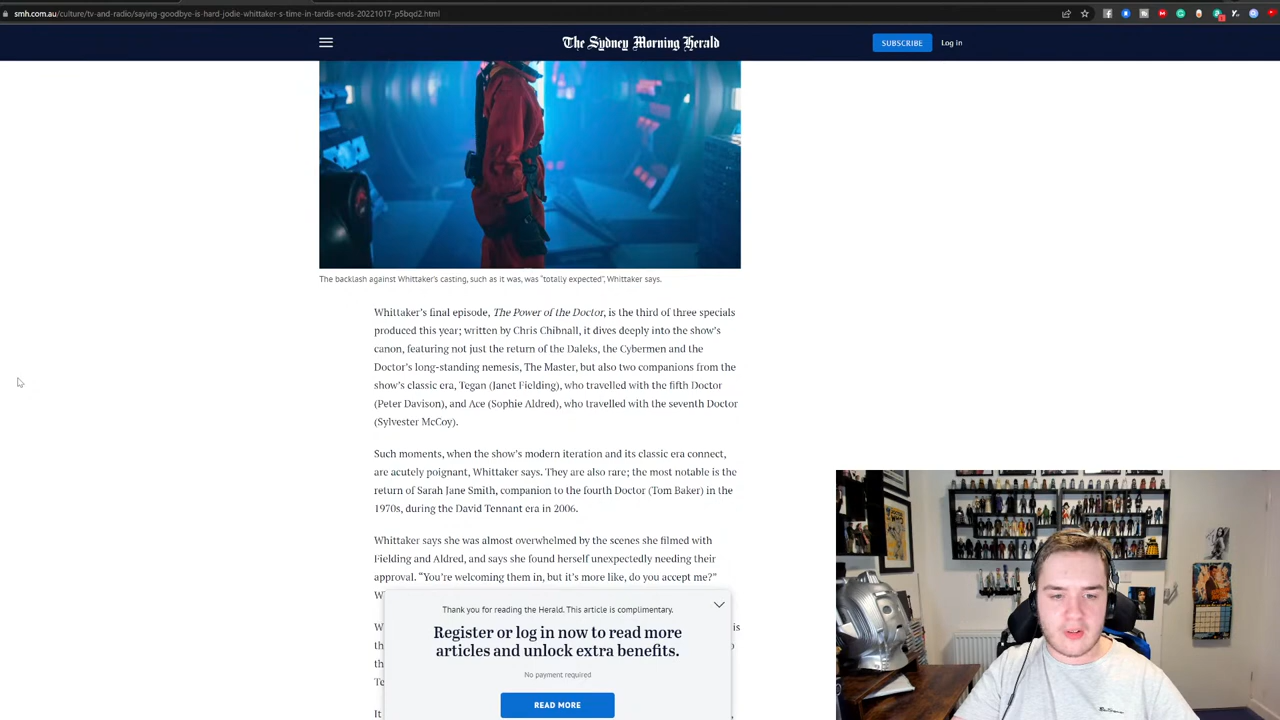 smh.com.au/culture/tv-and-radio/saying-goodbye-is-hard-jodie-whittaker-s-time-in-tardis-ends-20221017-p5bqd2.html
The Sydney Morning Herald
SUBSCRIBE
Log in
The backlash against Whittaker's casting, such as it was, was “totally expected”, Whittaker says.
Whittaker's final episode, The Power of the Doctor, is the third of three specials
produced this year; written by Chris Chibnall, it dives deeply into the show's
canon, featuring not just the return of the Daleks, the Cybermen and the
Doctor's long-standing nemesis, The Master, but also two companions from the
show's classic era, Tegan (Janet Fielding), who travelled with the fifth Doctor
(Peter Davison), and Ace (Sophie Aldred), who travelled with the seventh Doctor
(Sylvester McCoy).
Such moments, when the show's modern iteration and its classic era connect,
are acutely poignant, Whittaker says. They are also rare; the most notable is the
return of Sarah Jane Smith, companion to the fourth Doctor (Tom Baker) in the
1970s, during the David Tennant era in 2006.
Whittaker says she was almost overwhelmed by the scenes she filmed with
Fielding and Aldred, and says she found herself unexpectedly needing their
approval. “You're welcoming them in, but it's more like, do you accept me?”
Thank you for reading the Herald. This article is complimentary.
Register or log in now to read more
articles and unlock extra benefits.
No payment required
READ MORE
It